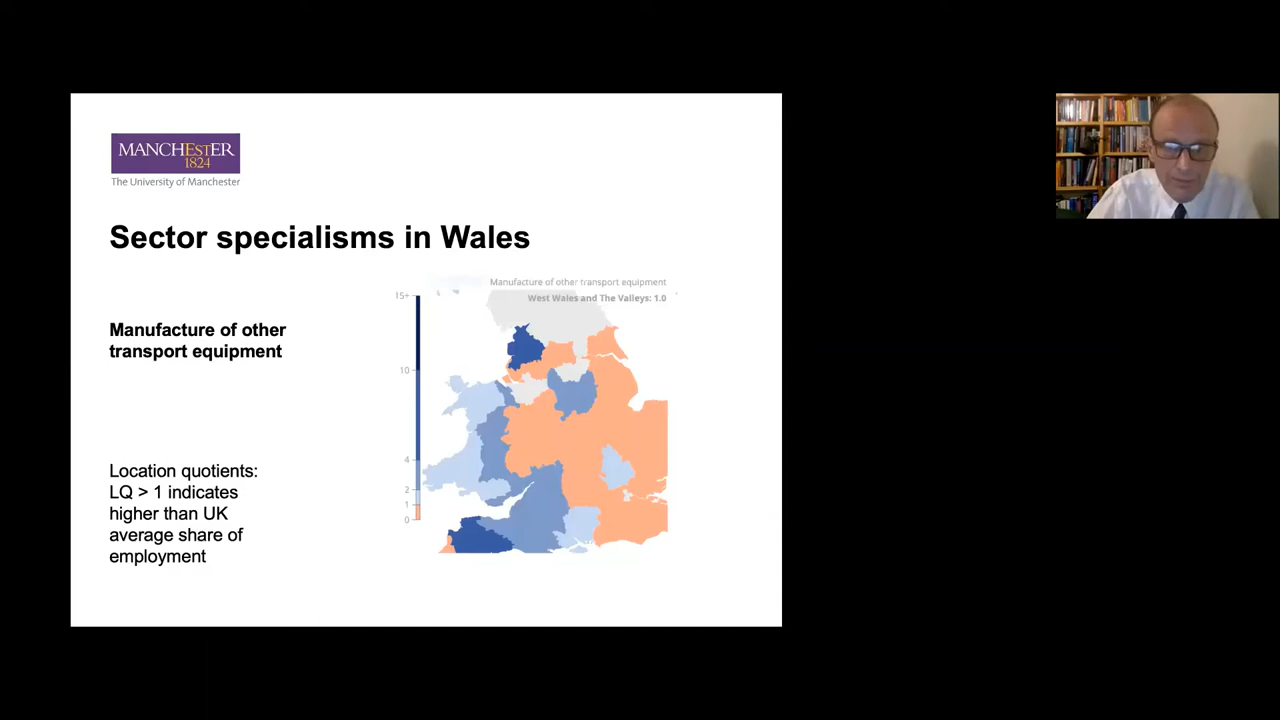 MANCHESTER
1824
The University of Manchester
Sector specialisms in Wales
Manufacture of other
transport equipment
Location quotients:
LQ > 1 indicates
higher than UK
average share of
employment
Manufacture of other transport equipment
West Wales and The Valleys: 1.0
15+
10
4
2
1
0